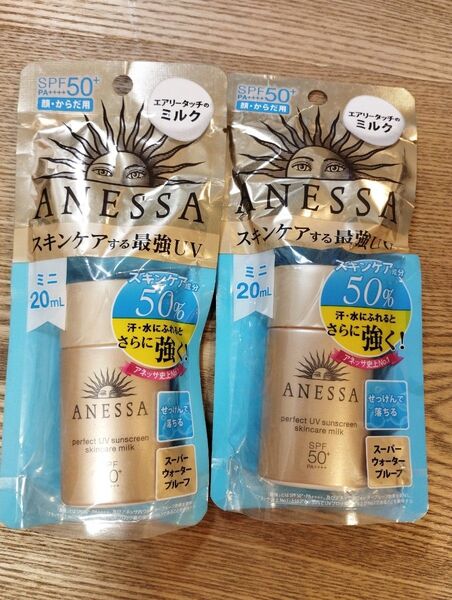 SPF50+
PA++++
顔・からだ用
エアリータッチの
ミルク
ANESSA
スキンケアする最強UV
ミニ
20mL
スキンケア成分
50%
汗・水にふれると
さらに強く!
ANESSA
perfect UV sunscreen
skincare milk
SPF
50+
せっけんで
落ちる
スーパー
ウォーター
プルーフ
SPF50+
PA++++
顔・からだ用
エアリータッチの
ミルク
ANESSA
スキンケアする最強UV
ミニ
20mL
スキンケア成分
50%
汗・水にふれると
さらに強く!
アネッサ史上No.1
ANESSA
perfect UV sunscreen
skincare milk
SPF
50+
PA++++
せっけんで
落ちる
スーパー
ウォーター
プルーフ